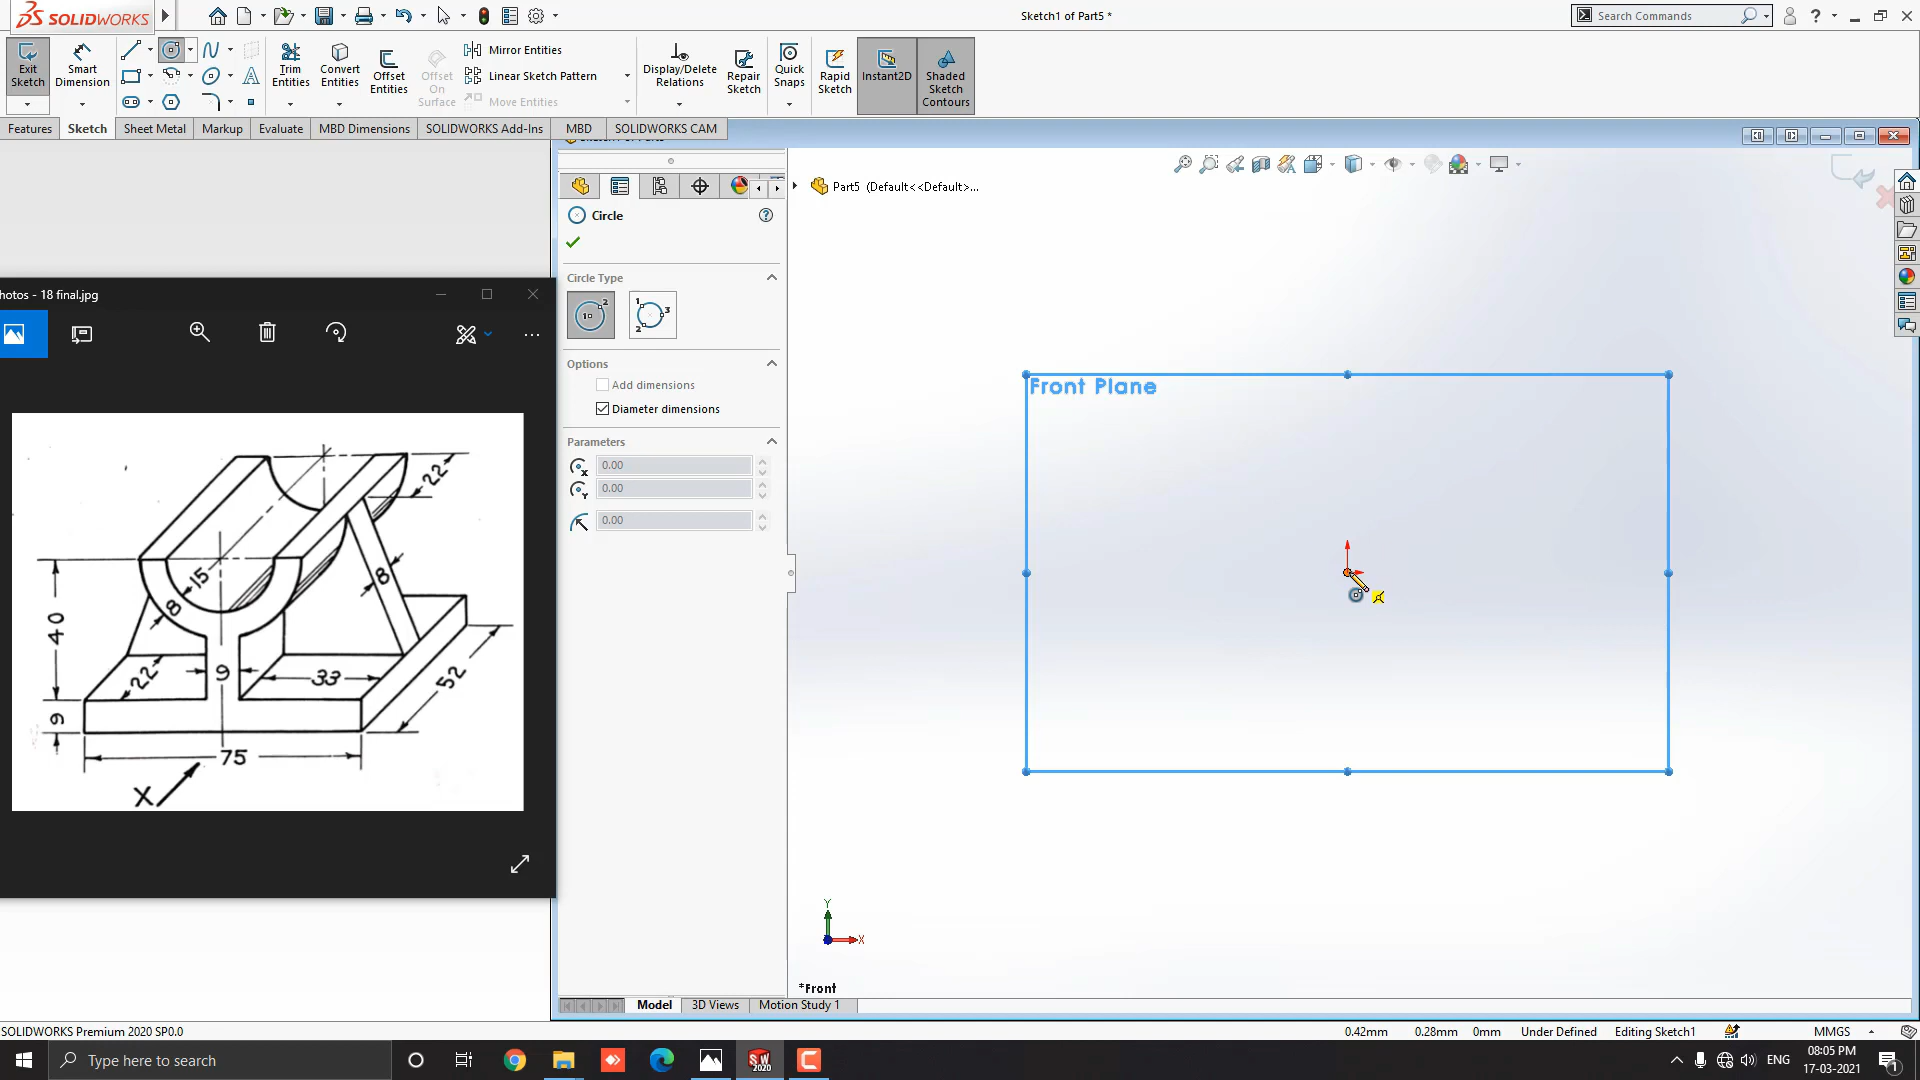 SOLIDWORKS
Sketch1 of Part5 *
Search Commands
Exit Sketch
Smart Dimension
Trim Entities
Convert Entities
Offset Entities
Offset On Surface
Mirror Entities
Linear Sketch Pattern
Move Entities
Display/Delete Relations
Repair Sketch
Quick Snaps
Rapid Sketch
Instant2D
Shaded Sketch Contours
Features
Sketch
Sheet Metal
Markup
Evaluate
MBD Dimensions
SOLIDWORKS Add-Ins
MBD
SOLIDWORKS CAM
Part5 (Default<<Default>...
Circle
Circle Type
Options
Add dimensions
Diameter dimensions
Parameters
0.00
0.00
0.00
hotos - 18 final.jpg
22
15
8
8
40
22
9
33
52
9
75
X
Front Plane
Y
X
*Front
Model
3D Views
Motion Study 1
SOLIDWORKS Premium 2020 SP0.0
0.42mm
0.28mm
0mm
Under Defined
Editing Sketch1
MMGS
Type here to search
ENG
08:05 PM
17-03-2021